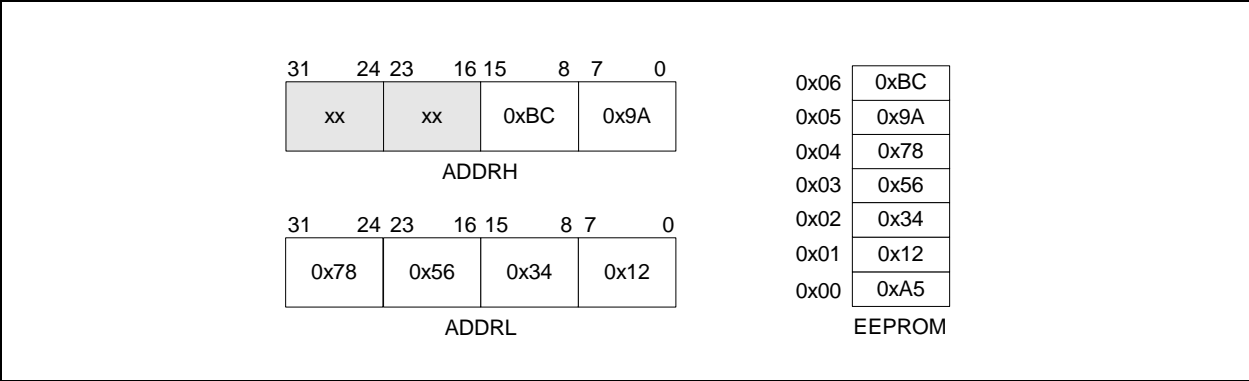 31 24 23 16 15 8 7 0
xx xx 0xBC 0x9A
ADDRH
31 24 23 16 15 8 7 0
0x78 0x56 0x34 0x12
ADDRL
0x06 0xBC
0x05 0x9A
0x04 0x78
0x03 0x56
0x02 0x34
0x01 0x12
0x00 0xA5
EEPROM